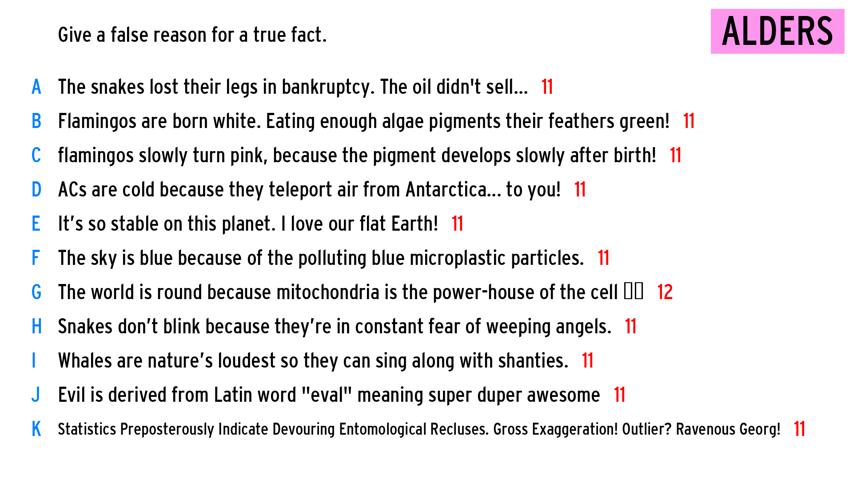 Give a false reason for a true fact.
ALDERS
A The snakes lost their legs in bankruptcy. The oil didn't sell... 11
B Flamingos are born white. Eating enough algae pigments their feathers green! 11
C flamingos slowly turn pink, because the pigment develops slowly after birth! 11
D ACs are cold because they teleport air from Antarctica... to you! 11
E It’s so stable on this planet. I love our flat Earth! 11
F The sky is blue because of the polluting blue microplastic particles. 11
G The world is round because mitochondria is the power-house of the cell 12
H Snakes don’t blink because they’re in constant fear of weeping angels. 11
I Whales are nature’s loudest so they can sing along with shanties. 11
J Evil is derived from Latin word "eval" meaning super duper awesome 11
K Statistics Preposterously Indicate Devouring Entomological Recluses. Gross Exaggeration! Outlier? Ravenous Georg! 11